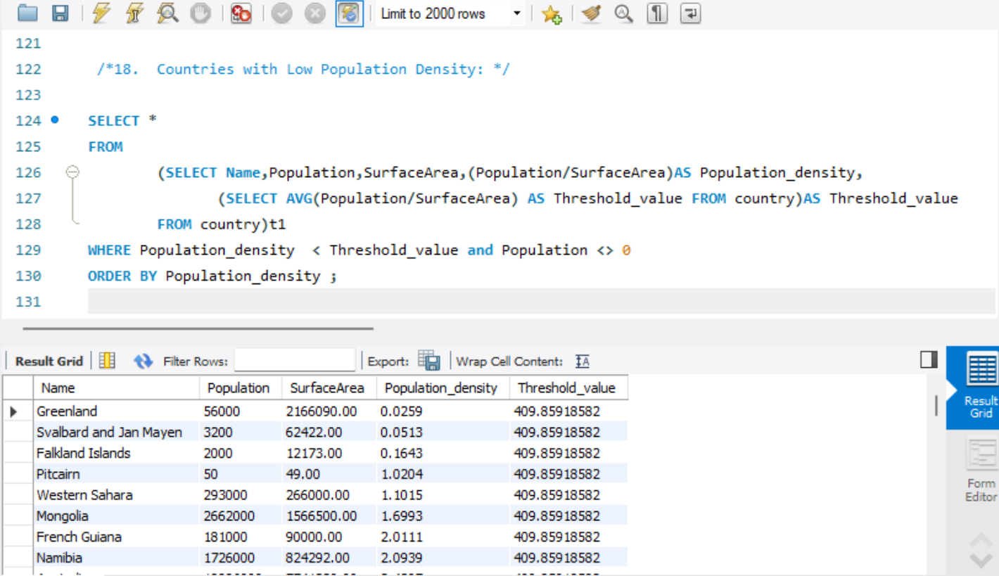 Limit to 2000 rows
121
122 /*18.  Countries with Low Population Density: */
123
124 SELECT *
125 FROM
126 (SELECT Name,Population,SurfaceArea,(Population/SurfaceArea)AS Population_density,
127 (SELECT AVG(Population/SurfaceArea) AS Threshold_value FROM country)AS Threshold_value
128 FROM country)t1
129 WHERE Population_density  < Threshold_value and Population <> 0
130 ORDER BY Population_density ;
131
Result Grid Filter Rows: Export: Wrap Cell Content: IA
Name Population SurfaceArea Population_density Threshold_value
Greenland 56000 2166090.00 0.0259 409.85918582
Svalbard and Jan Mayen 3200 62422.00 0.0513 409.85918582
Falkland Islands 2000 12173.00 0.1643 409.85918582
Pitcairn 50 49.00 1.0204 409.85918582
Western Sahara 293000 266000.00 1.1015 409.85918582
Mongolia 2662000 1566500.00 1.6993 409.85918582
French Guiana 181000 90000.00 2.0111 409.85918582
Namibia 1726000 824292.00 2.0939 409.85918582
Result
Grid
Form
Editor